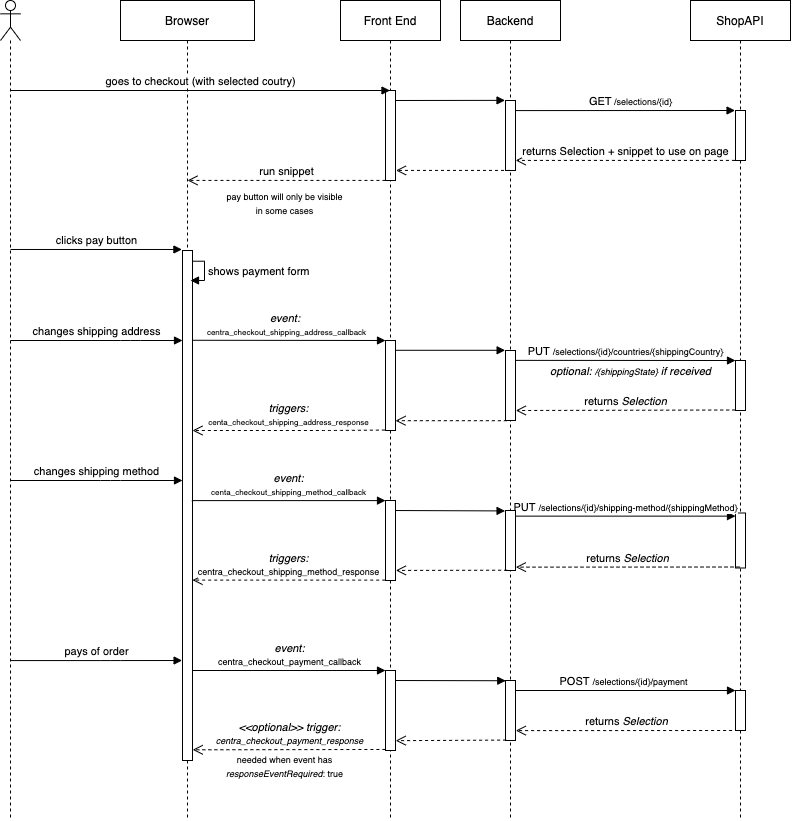 Browser
Front End
Backend
ShopAPI
goes to checkout (with selected coutry)
GET /selections/{id}
returns Selection + snippet to use on page
run snippet
pay button will only be visible
in some cases
clicks pay button
shows payment form
event:
changes shipping address
centra_checkout_shipping_address_callback
PUT /selections/{id}/countries/{shippingCountry}
optional: /{shippingState} if received
returns Selection
triggers:
centa_checkout_shipping_address_response
changes shipping method
event:
centa_checkout_shipping_method_callback
PUT /selections/{id}/shipping-method/{shippingMethod}
triggers:
returns Selection
centra_checkout_shipping_method_response
pays of order
event:
centra_checkout_payment_callback
POST /selections/{id}/payment
returns Selection
<<optional>> trigger:
centra_checkout_payment_response
needed when event has
responseEventRequired: true